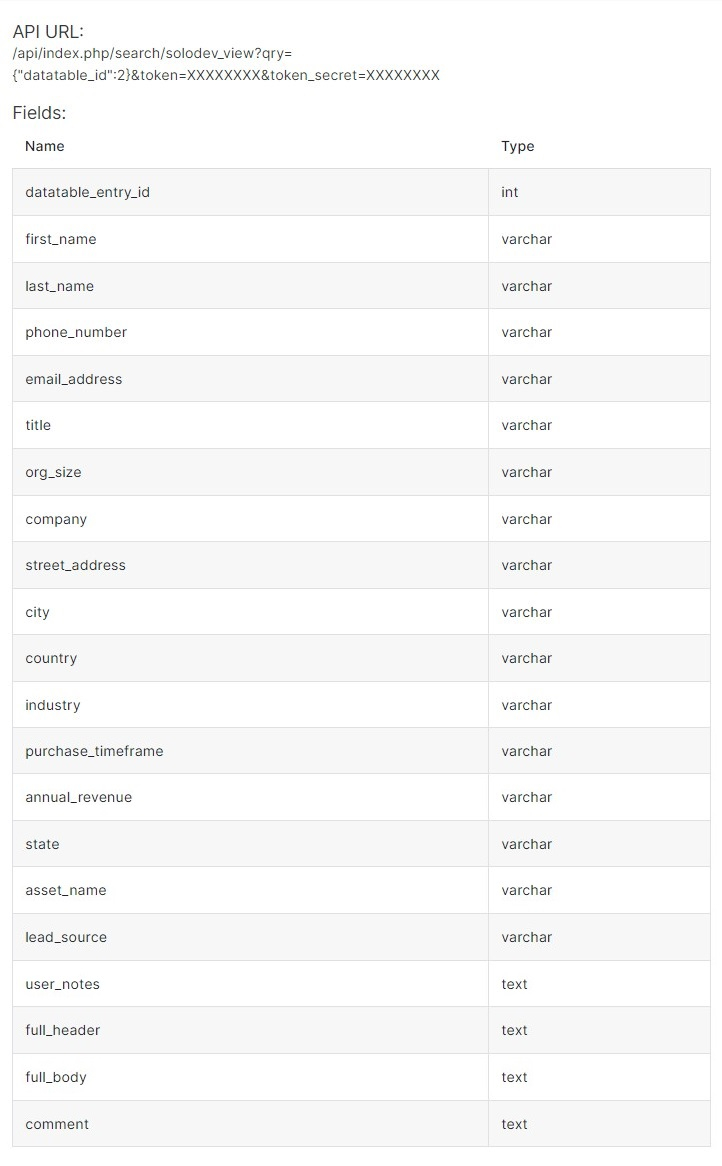 API URL:
/api/index.php/search/solodev_view?qry=
{"datatable_id":2}&token=XXXXXXXX&token_secret=XXXXXXXX
Fields:
Name Type
datatable_entry_id int
first_name varchar
last_name varchar
phone_number varchar
email_address varchar
title varchar
org_size varchar
company varchar
street_address varchar
city varchar
country varchar
industry varchar
purchase_timeframe varchar
annual_revenue varchar
state varchar
asset_name varchar
lead_source varchar
user_notes text
full_header text
full_body text
comment text